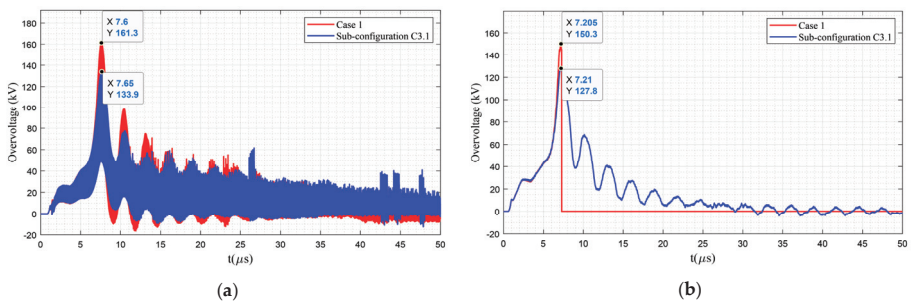 180
160
140
120
100
80
60
40
20
0
-20
Overvoltage (kV)
X 7.6
Y 161.3
X 7.65
Y 133.9
Case 1
Sub-configuration C3.1
0 5 10 15 20 25 30 35 40 45 50
t(μs)
(a)
180
160
140
120
100
80
60
40
20
0
-20
Overvoltage (kV)
X 7.205
Y 150.3
X 7.21
Y 127.8
Case 1
Sub-configuration C3.1
0 5 10 15 20 25 30 35 40 45 50
t(μs)
(b)